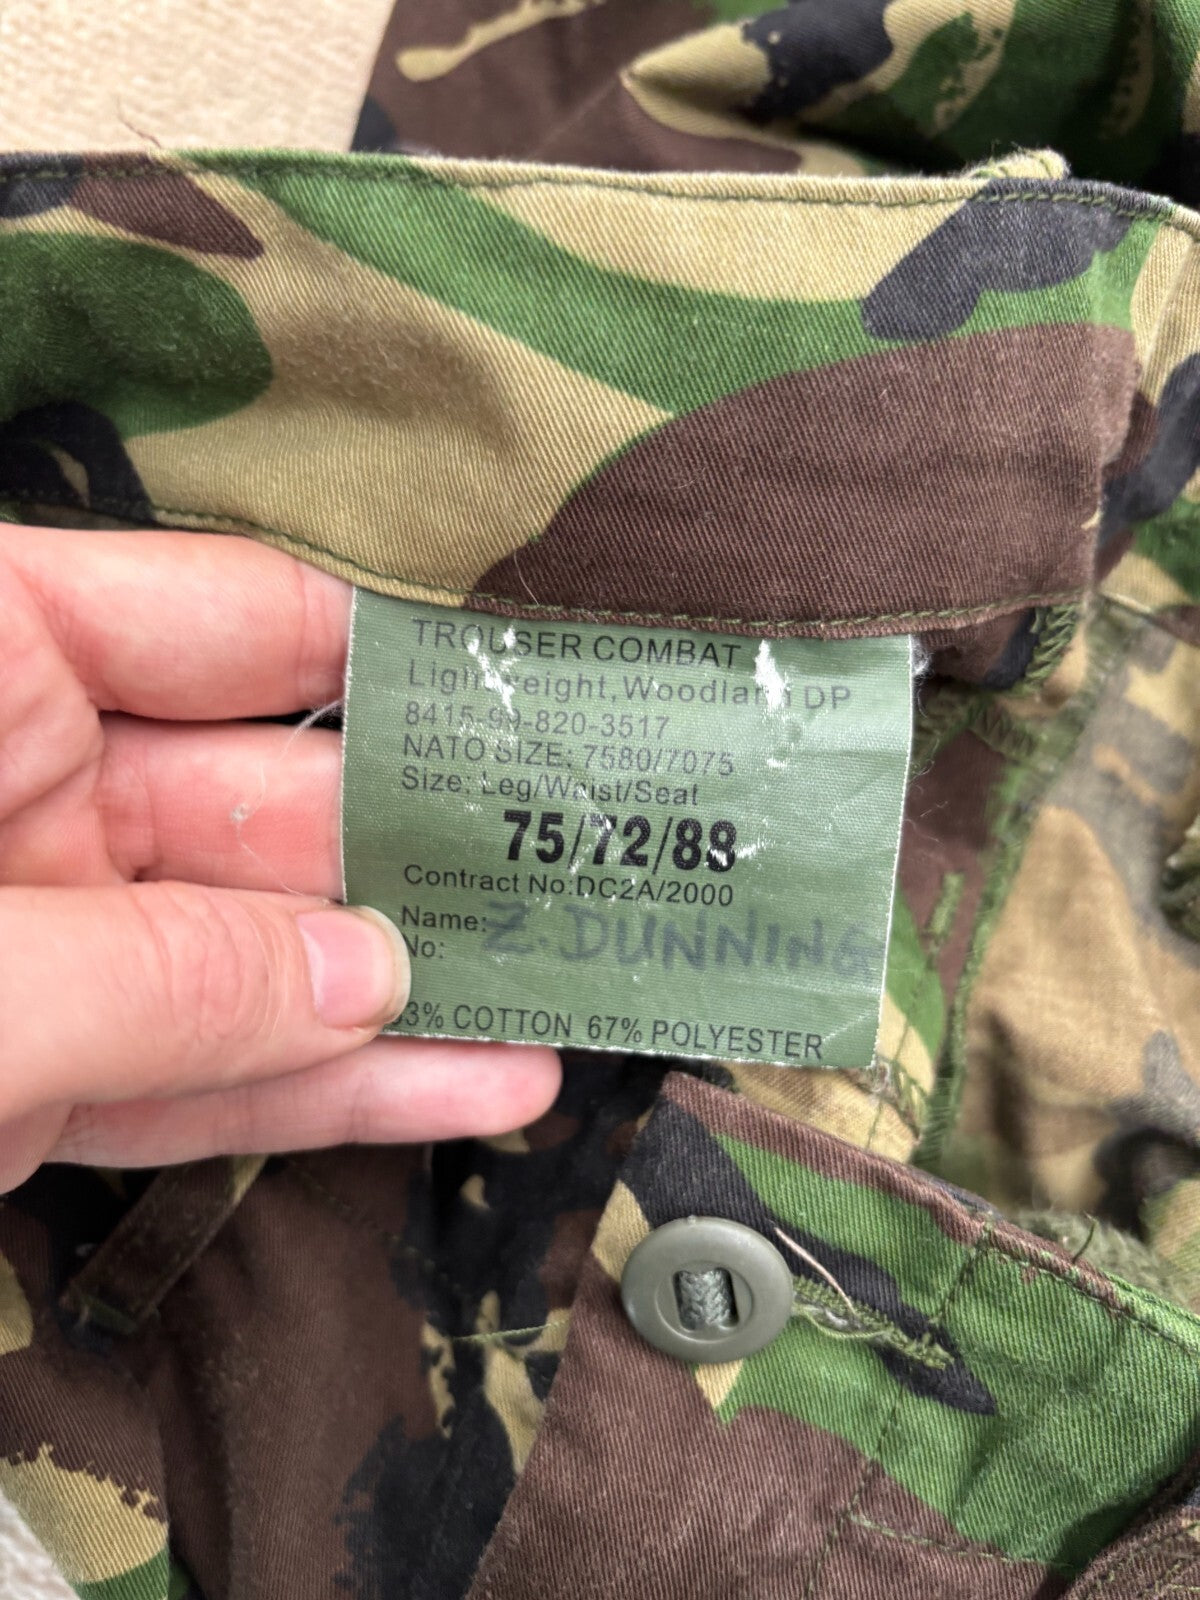 TROUSER COMBAT
Lightweight, Woodland DP
8415-99-820-3517
NATO SIZE: 7580/7075
Size: Leg/Waist/Seat
75/72/88
Contract No:DC2A/2000
Name: Z. DUNNING
No:
33% COTTON 67% POLYESTER